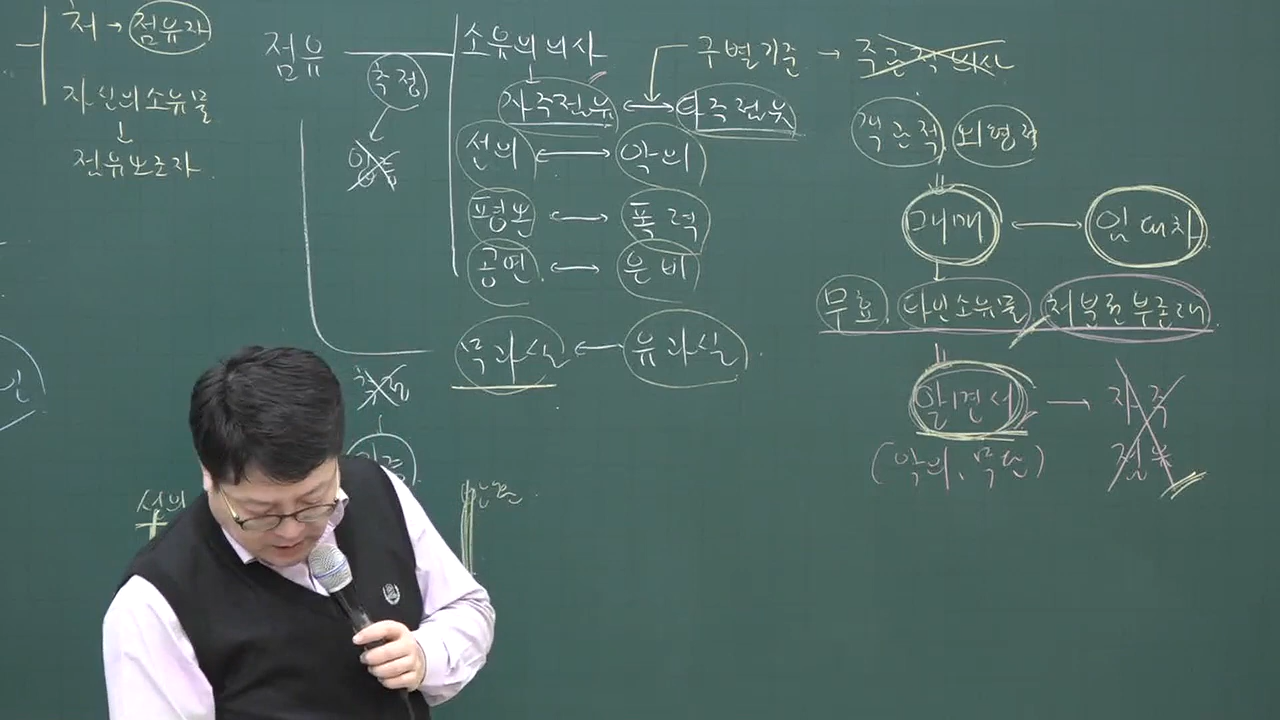 처 → 점유자
자신의소유물
↓
점유보조자
점유
추정
소유의 의사
↓
자주점유 ↔ 타주점유
선의 ↔ 악의
평온 ↔ 폭력
공연 ↔ 은비
무과실 ↔ 유과실
구별기준 → 주관적 의사
객관적 외형적
매매 ↔ 임대차
무효. 타인소유물 처분권부존재
알면서 → 자주
점유
(악의, 무단)
선의